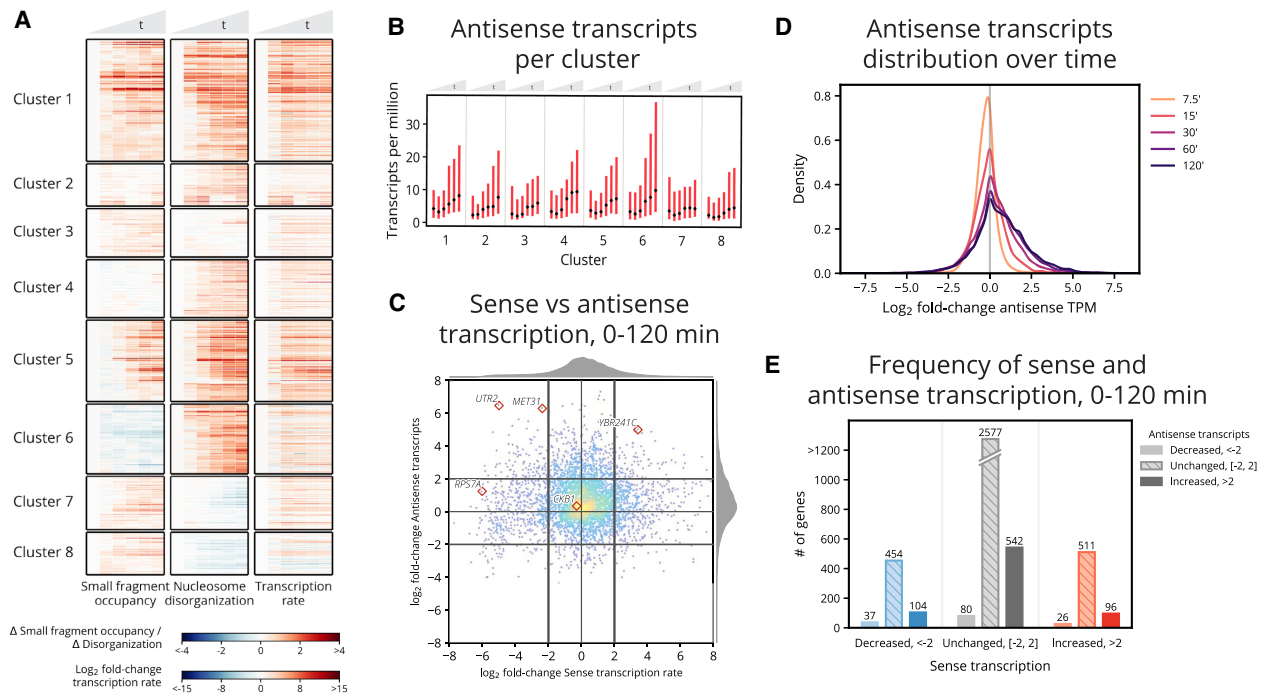 A
t
t
t
Cluster 1
Cluster 2
Cluster 3
Cluster 4
Cluster 5
Cluster 6
Cluster 7
Cluster 8
Small fragment occupancy
Nucleosome disorganization
Transcription rate
Δ Small fragment occupancy /
Δ Disorganization
<-4 -2 0 2 >4
Log2 fold-change
transcription rate
<-15 -8 0 8 >15
B
Antisense transcripts
per cluster
t t t t t t t t
Transcripts per million
30
20
10
0
1 2 3 4 5 6 7 8
Cluster
C
Sense vs antisense
transcription, 0-120 min
log2 fold-change Antisense transcripts
8
6
4
2
0
−2
−4
−6
−8
UTR2
MET31
YBR241C
RPS7A
CKB1
−8 −6 −4 −2 0 2 4 6 8
log2 fold-change Sense transcription rate
D
Antisense transcripts
distribution over time
Density
0.8
0.6
0.4
0.2
0.0
−7.5 −5.0 −2.5 0.0 2.5 5.0 7.5
Log2 fold-change antisense TPM
7.5'
15'
30'
60'
120'
E
Frequency of sense and
antisense transcription, 0-120 min
# of genes
>1200
1000
800
600
400
200
0
37 454 104
80 2577 542
26 511 96
Decreased, <-2 Unchanged, [-2, 2] Increased, >2
Sense transcription
Antisense transcripts
Decreased, <-2
Unchanged, [-2, 2]
Increased, >2